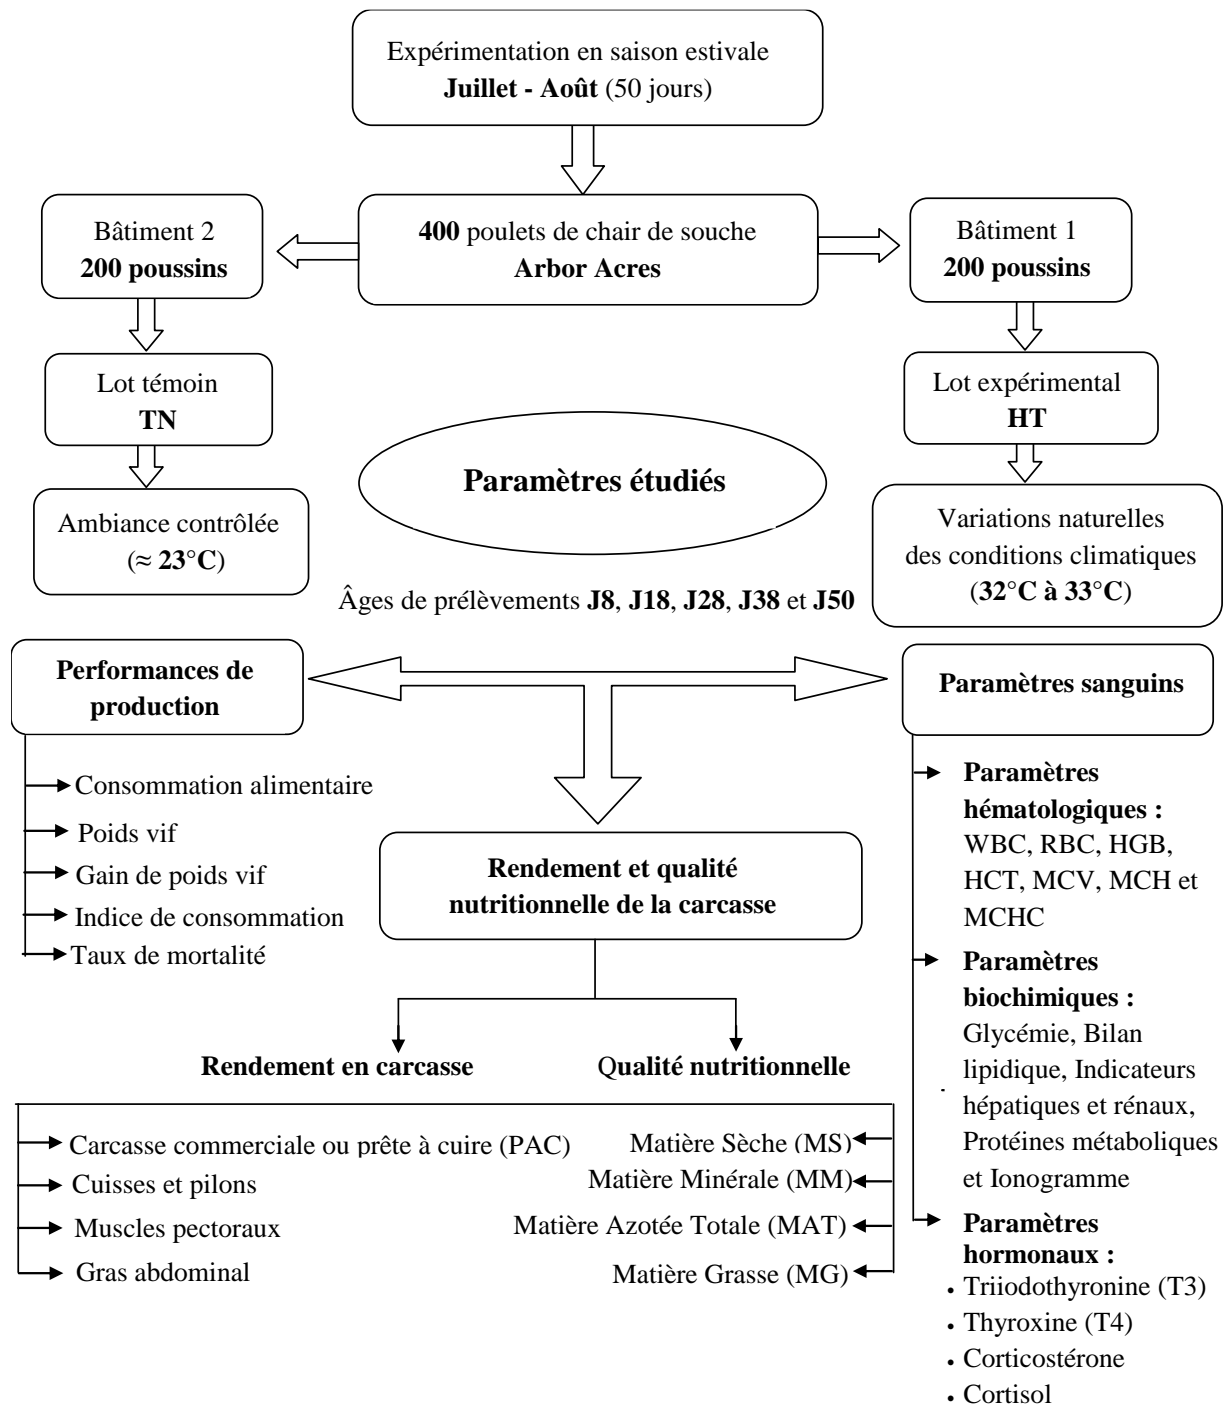 Expérimentation en saison estivale
Juillet - Août (50 jours)
Bâtiment 2
200 poussins
400 poulets de chair de souche
Arbor Acres
Bâtiment 1
200 poussins
Lot témoin
TN
Lot expérimental
HT
Paramètres étudiés
Ambiance contrôlée
(≈ 23°C)
Variations naturelles
des conditions climatiques
(32°C à 33°C)
Âges de prélèvements J8, J18, J28, J38 et J50
Performances de
production
Consommation alimentaire
Poids vif
Gain de poids vif
Indice de consommation
Taux de mortalité
Rendement et qualité
nutritionnelle de la carcasse
Rendement en carcasse
Carcasse commerciale ou prête à cuire (PAC)
Cuisses et pilons
Muscles pectoraux
Gras abdominal
Qualité nutritionnelle
Matière Sèche (MS)
Matière Minérale (MM)
Matière Azotée Totale (MAT)
Matière Grasse (MG)
Paramètres sanguins
Paramètres
hématologiques :
WBC, RBC, HGB,
HCT, MCV, MCH et
MCHC
Paramètres
biochimiques :
Glycémie, Bilan
lipidique, Indicateurs
hépatiques et rénaux,
Protéines métaboliques
et Ionogramme
Paramètres
hormonaux :
• Triiodothyronine (T3)
• Thyroxine (T4)
• Corticostérone
• Cortisol